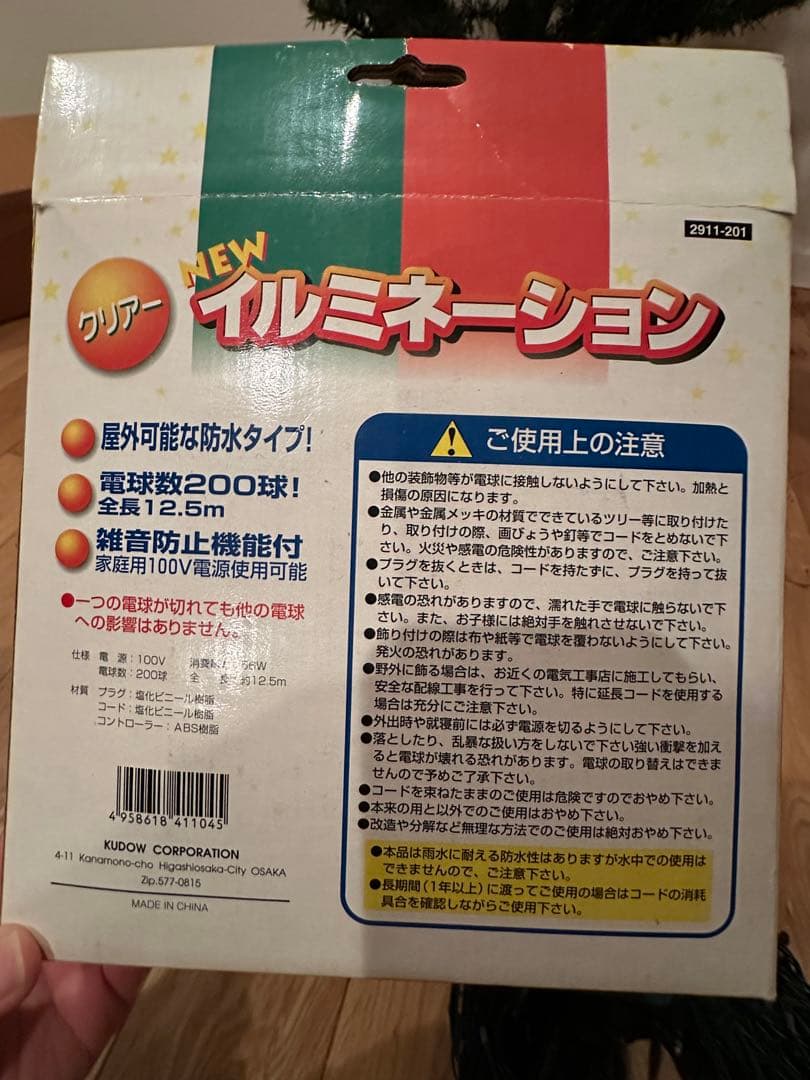 2911-201
クリアー
NEW
イルミネーション
屋外可能な防水タイプ!
電球数200球!
全長12.5m
雑音防止機能付
家庭用100V電源使用可能
●一つの電球が切れても他の電球
への影響はありません。
仕様 電 源:100V 消費 56W
電球数:200球 全 長 約12.5m
材質 プラグ:塩化ビニール樹脂
コード:塩化ビニール樹脂
コントローラー:ABS樹脂
4 958618 411045
KUDOW CORPORATION
4-11 Kanamono-cho Higashiosaka-City OSAKA
Zip.577-0815
MADE IN CHINA
ご使用上の注意
●他の装飾物等が電球に接触しないようにして下さい。加熱と
損傷の原因になります。
●金属や金属メッキの材質でできているツリー等に取り付けた
り、取り付けの際、画びょうや釘等でコードをとめないで下
さい。火災や感電の危険性がありますので、ご注意下さい。
●プラグを抜くときは、コードを持たずに、プラグを持って抜
いて下さい。
●感電の恐れがありますので、濡れた手で電球に触らないで下
さい。また、お子様には絶対手を触れさせないで下さい。
●飾り付けの際は布や紙等で電球を覆わないようにして下さい。
発火の恐れがあります。
●野外に飾る場合は、お近くの電気工事店に施工してもらい、
安全な配線工事を行って下さい。特に延長コードを使用する
場合は充分にご注意下さい。
●外出時や就寝前には必ず電源を切るようにして下さい。
●落としたり、乱暴な扱い方をしないで下さい強い衝撃を加え
ると電球が壊れる恐れがあります。電球の取り替えはできま
せんので予めご了承下さい。
●コードを束ねたままのご使用は危険ですのでおやめ下さい。
●本来の用と以外でのご使用はおやめ下さい。
●改造や分解など無理な方法でのご使用は絶対おやめ下さい。
●本品は雨水に耐える防水性はありますが水中での使用は
できませんので、ご注意下さい。
●長期間(1年以上)に渡ってご使用の場合はコードの消耗
具合を確認しながらご使用下さい。